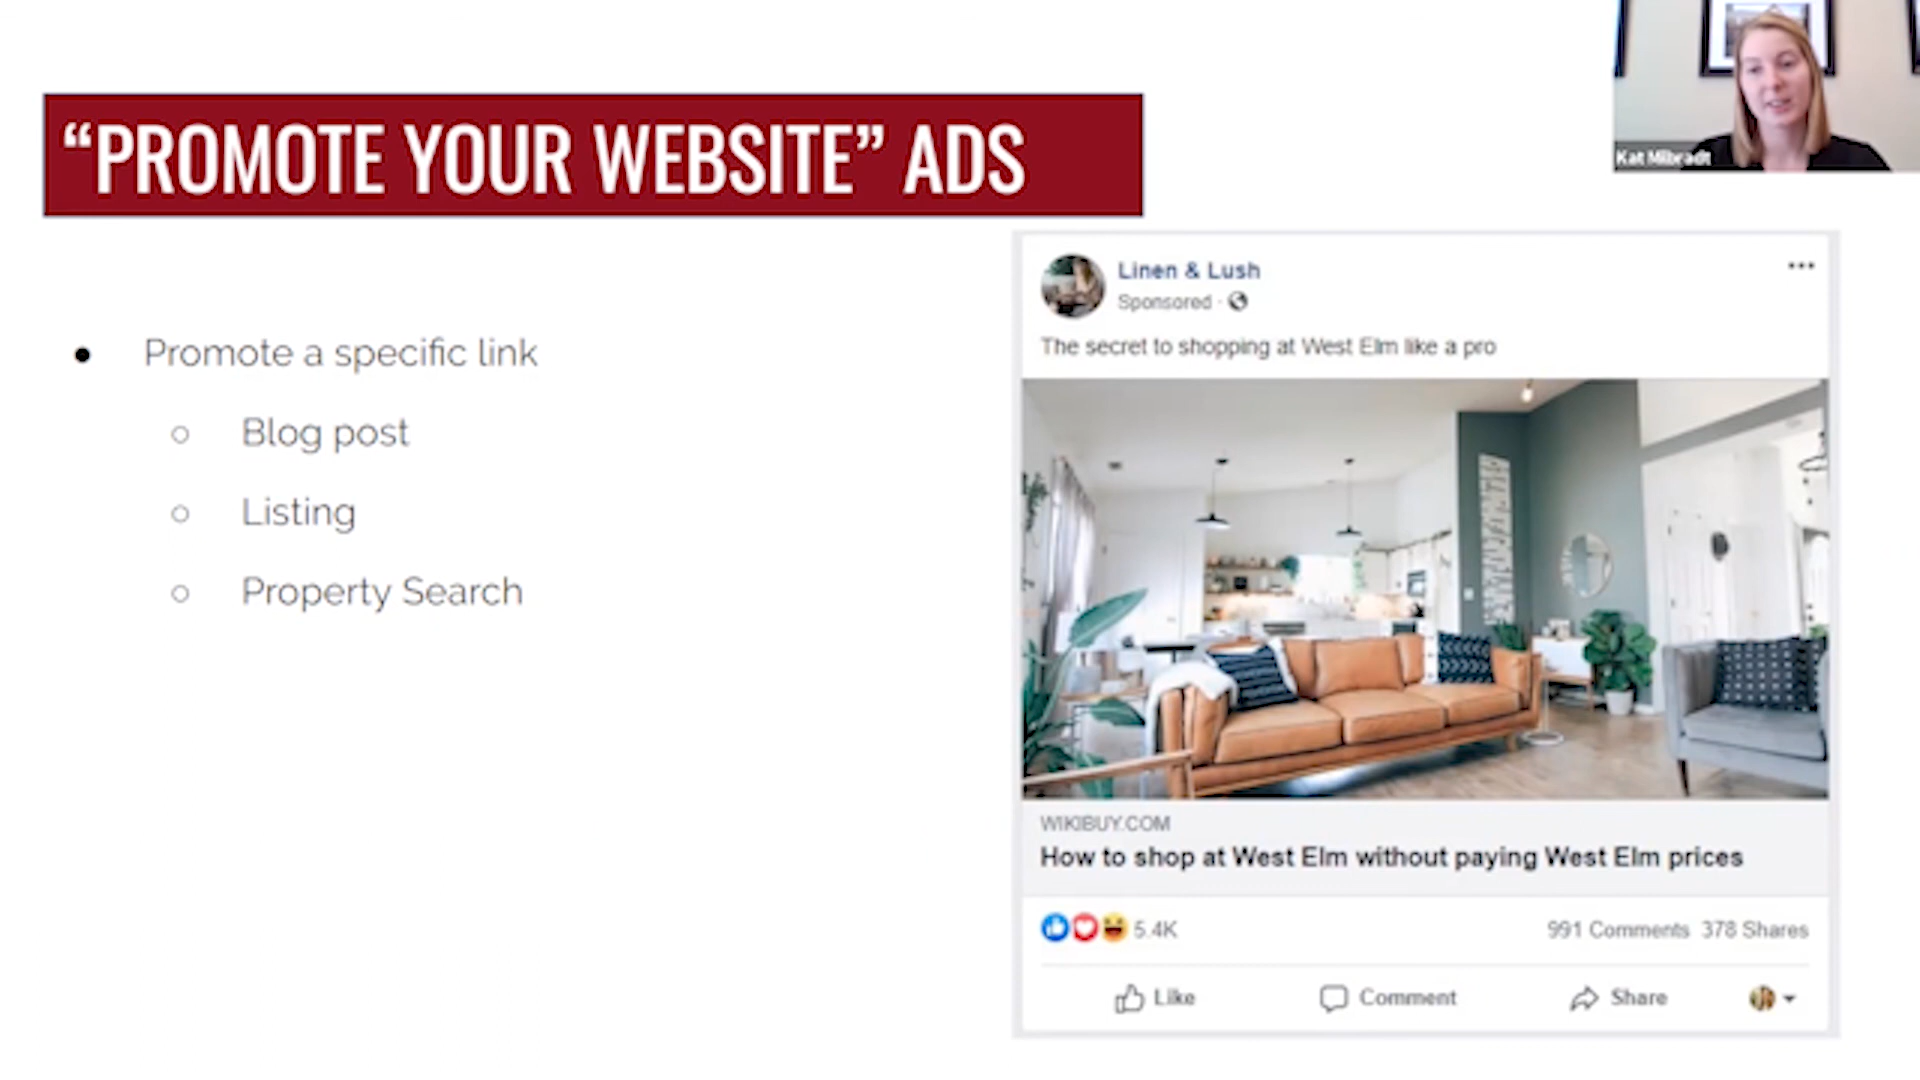 “PROMOTE YOUR WEBSITE” ADS
Kat Milbradt
Promote a specific link
Blog post
Listing
Property Search
Linen & Lush
Sponsored ·
The secret to shopping at West Elm like a pro
WIKIBUY.COM
How to shop at West Elm without paying West Elm prices
5.4K
991 Comments 378 Shares
Like
Comment
Share